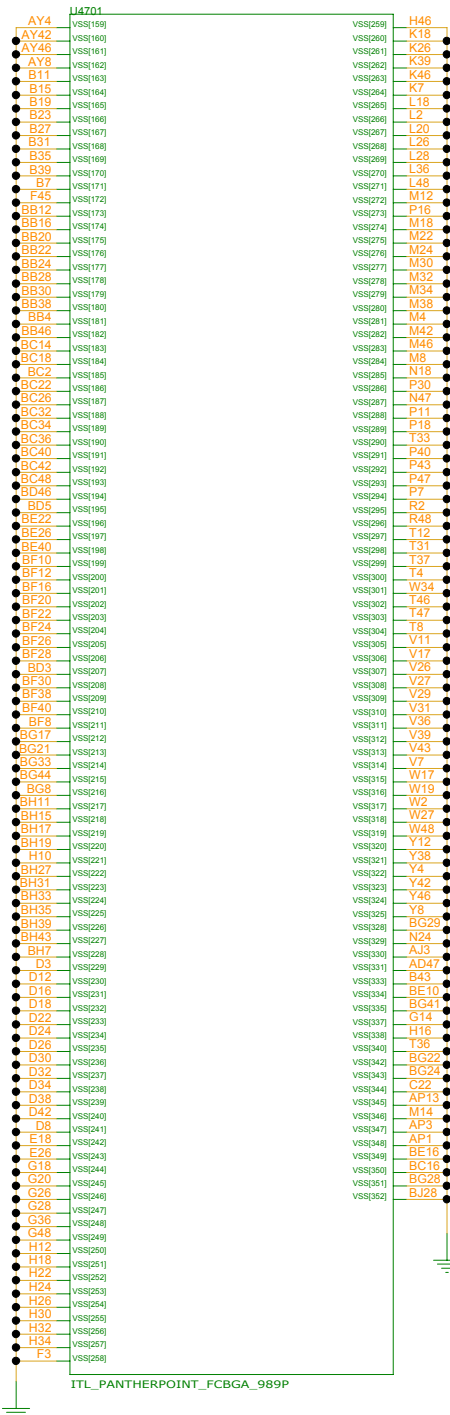 U4701
AY4 VSS[159] VSS[259] H46
AY42 VSS[160] VSS[260] K18
AY46 VSS[161] VSS[261] K26
AY8 VSS[162] VSS[262] K39
B11 VSS[163] VSS[263] K46
B15 VSS[164] VSS[264] K7
B19 VSS[165] VSS[265] L18
B23 VSS[166] VSS[266] L2
B27 VSS[167] VSS[267] L20
B31 VSS[168] VSS[268] L26
B35 VSS[169] VSS[269] L28
B39 VSS[170] VSS[270] L36
B7 VSS[171] VSS[271] L48
F45 VSS[172] VSS[272] M12
BB12 VSS[173] VSS[273] P16
BB16 VSS[174] VSS[274] M18
BB20 VSS[175] VSS[275] M22
BB22 VSS[176] VSS[276] M24
BB24 VSS[177] VSS[277] M30
BB28 VSS[178] VSS[278] M32
BB30 VSS[179] VSS[279] M34
BB38 VSS[180] VSS[280] M38
BB4 VSS[181] VSS[281] M4
BB46 VSS[182] VSS[282] M42
BC14 VSS[183] VSS[283] M46
BC18 VSS[184] VSS[284] M8
BC2 VSS[185] VSS[285] N18
BC22 VSS[186] VSS[286] P30
BC26 VSS[187] VSS[287] N47
BC32 VSS[188] VSS[288] P11
BC34 VSS[189] VSS[289] P18
BC36 VSS[190] VSS[290] T33
BC40 VSS[191] VSS[291] P40
BC42 VSS[192] VSS[292] P43
BC48 VSS[193] VSS[293] P47
BD46 VSS[194] VSS[294] P7
BD5 VSS[195] VSS[295] R2
BE22 VSS[196] VSS[296] R48
BE26 VSS[197] VSS[297] T12
BE40 VSS[198] VSS[298] T31
BF10 VSS[199] VSS[299] T37
BF12 VSS[200] VSS[300] T4
BF16 VSS[201] VSS[301] W34
BF20 VSS[202] VSS[302] T46
BF22 VSS[203] VSS[303] T47
BF24 VSS[204] VSS[304] T8
BF26 VSS[205] VSS[305] V11
BF28 VSS[206] VSS[306] V17
BD3 VSS[207] VSS[307] V26
BF30 VSS[208] VSS[308] V27
BF38 VSS[209] VSS[309] V29
BF40 VSS[210] VSS[310] V31
BF8 VSS[211] VSS[311] V36
BG17 VSS[212] VSS[312] V39
BG21 VSS[213] VSS[313] V43
BG33 VSS[214] VSS[314] V7
BG44 VSS[215] VSS[315] W17
BG8 VSS[216] VSS[316] W19
BH11 VSS[217] VSS[317] W2
BH15 VSS[218] VSS[318] W27
BH17 VSS[219] VSS[319] W48
BH19 VSS[220] VSS[320] Y12
H10 VSS[221] VSS[321] Y38
BH27 VSS[222] VSS[322] Y4
BH31 VSS[223] VSS[323] Y42
BH33 VSS[224] VSS[324] Y46
BH35 VSS[225] VSS[325] Y8
BH39 VSS[226] VSS[328] BG29
BH43 VSS[227] VSS[329] N24
BH7 VSS[228] VSS[330] AJ3
D3 VSS[229] VSS[331] AD47
D12 VSS[230] VSS[333] B43
D16 VSS[231] VSS[334] BE10
D18 VSS[232] VSS[335] BG41
D22 VSS[233] VSS[337] G14
D24 VSS[234] VSS[338] H16
D26 VSS[235] VSS[340] T36
D30 VSS[236] VSS[342] BG22
D32 VSS[237] VSS[343] BG24
D34 VSS[238] VSS[344] C22
D38 VSS[239] VSS[345] AP13
D42 VSS[240] VSS[346] M14
D8 VSS[241] VSS[347] AP3
E18 VSS[242] VSS[348] AP1
E26 VSS[243] VSS[349] BE16
G18 VSS[244] VSS[350] BC16
G20 VSS[245] VSS[351] BG28
G26 VSS[246] VSS[352] BJ28
G28 VSS[247]
G36 VSS[248]
G48 VSS[249]
H12 VSS[250]
H18 VSS[251]
H22 VSS[252]
H24 VSS[253]
H26 VSS[254]
H30 VSS[255]
H32 VSS[256]
H34 VSS[257]
F3 VSS[258]
ITL_PANTHERPOINT_FCBGA_989P